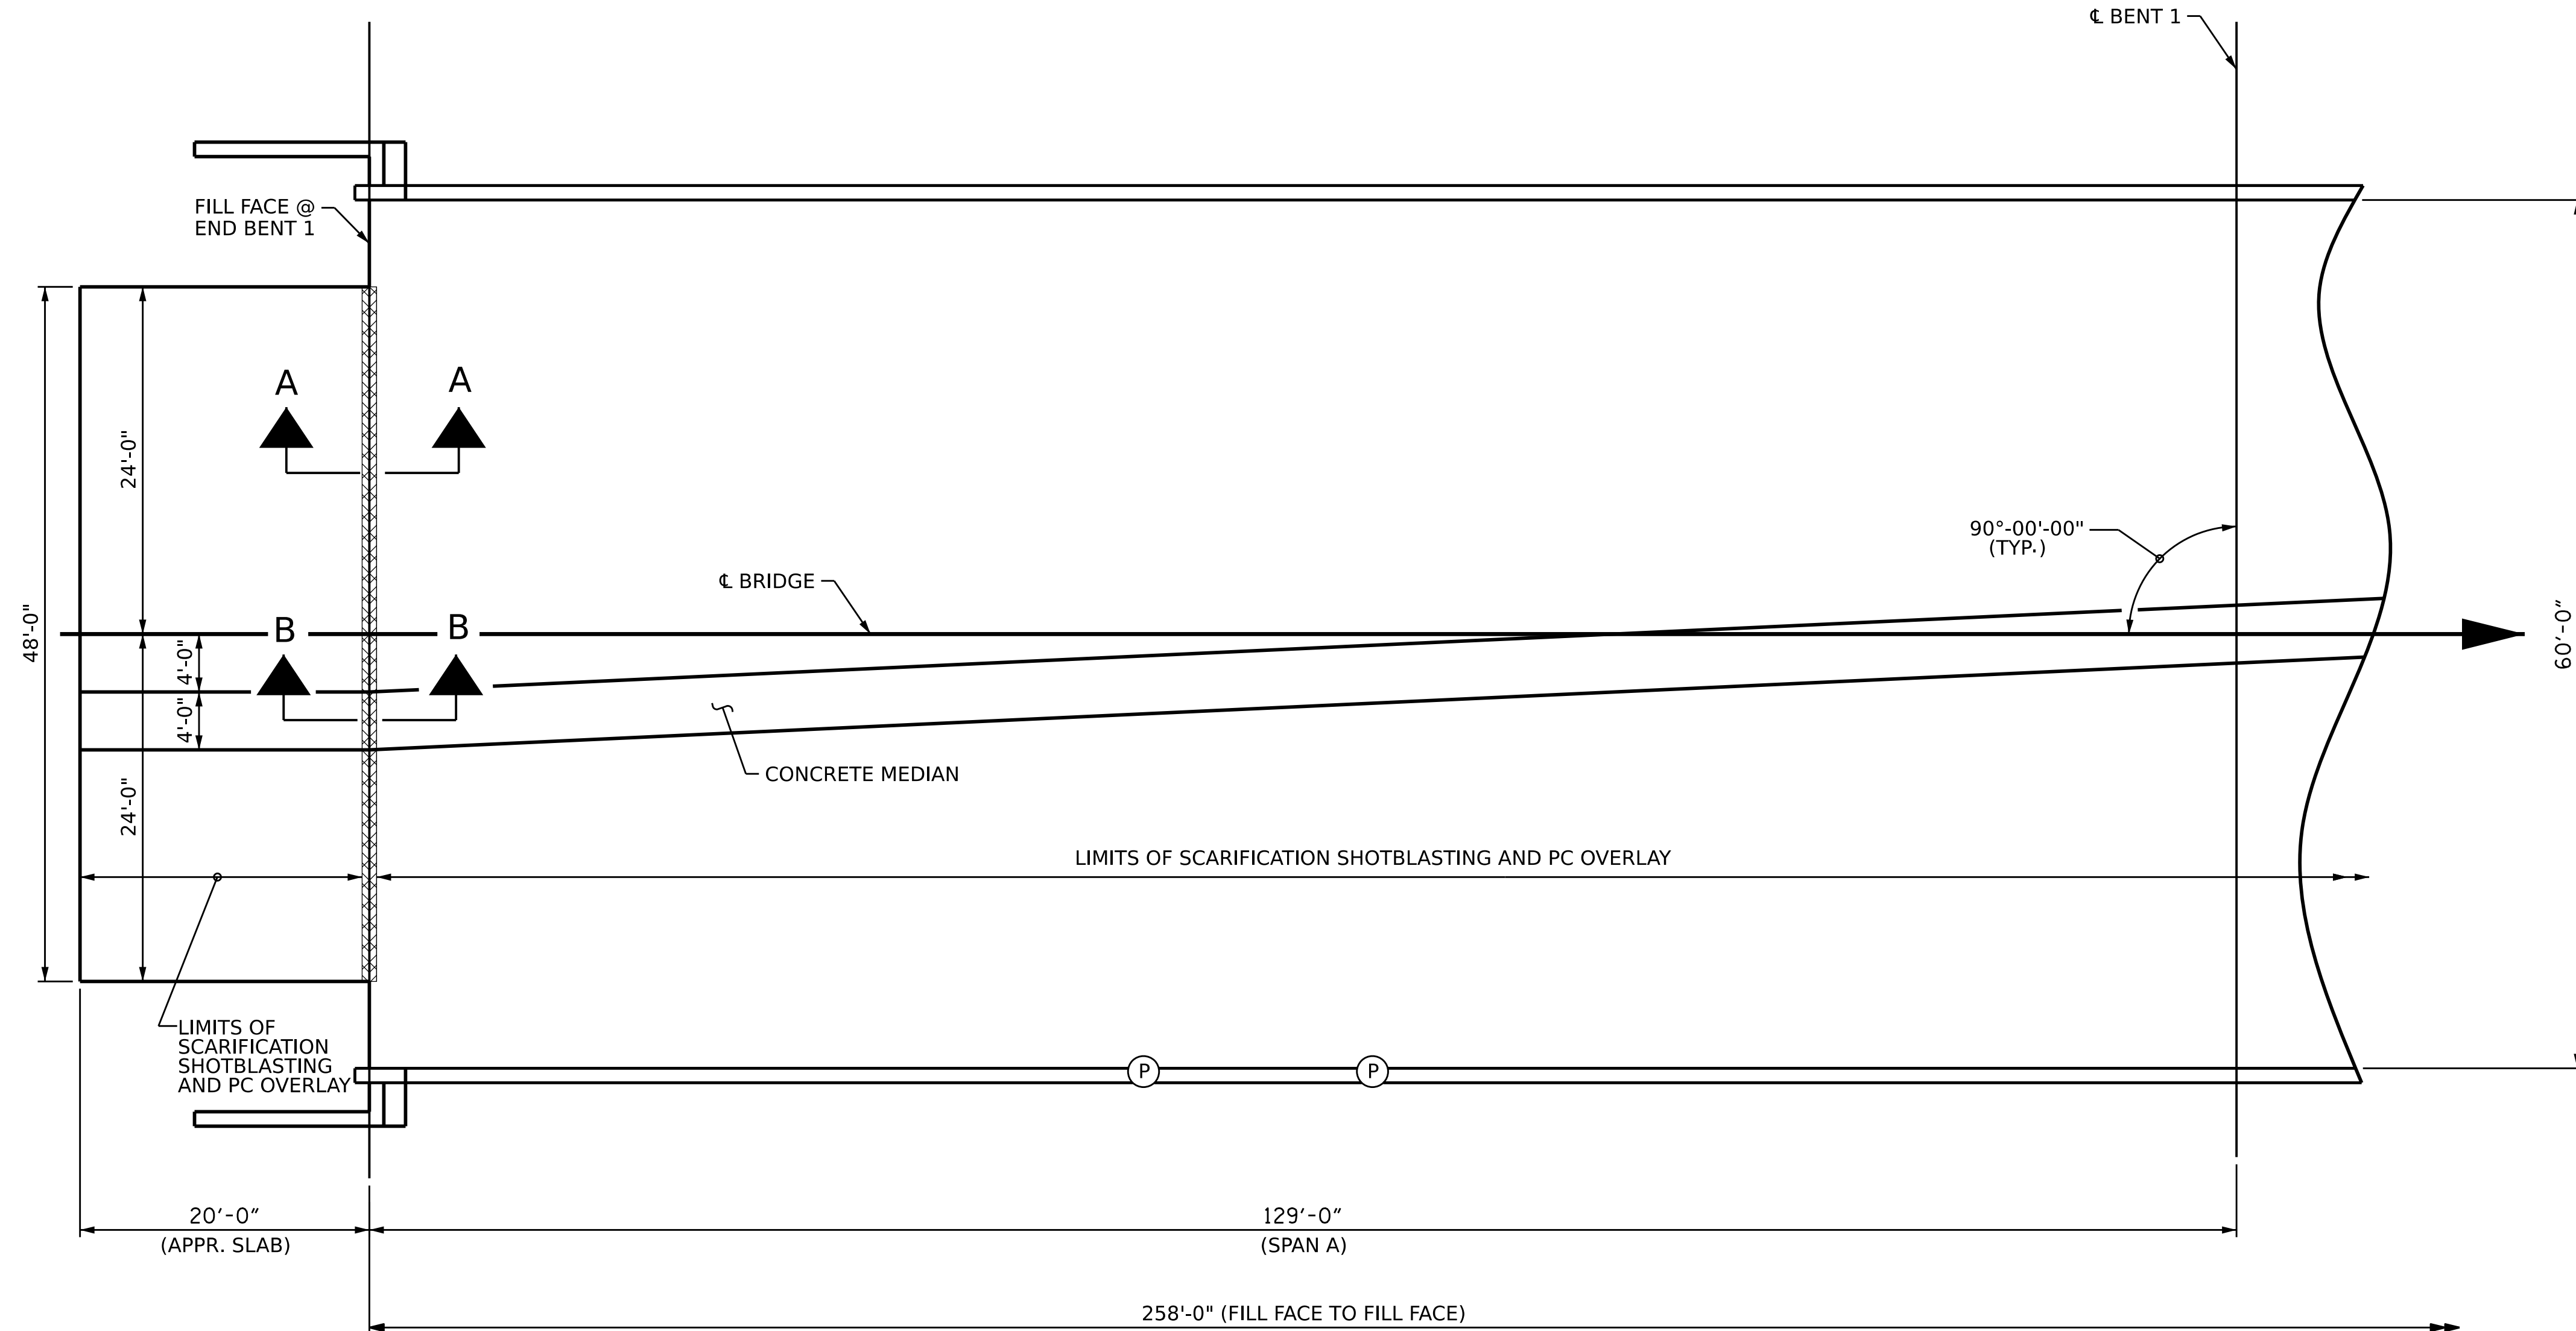 ℄ BENT 1
FILL FACE @
END BENT 1
A
A
24'-0"
90°-00'-00"
(TYP.)
℄ BRIDGE
48'-0"
60'-0"
B
B
4'-0"
4'-0"
CONCRETE MEDIAN
24'-0"
LIMITS OF SCARIFICATION SHOTBLASTING AND PC OVERLAY
LIMITS OF
SCARIFICATION
SHOTBLASTING
AND PC OVERLAY
P
P
20'-0"
(APPR. SLAB)
129'-0"
(SPAN A)
258'-0" (FILL FACE TO FILL FACE)